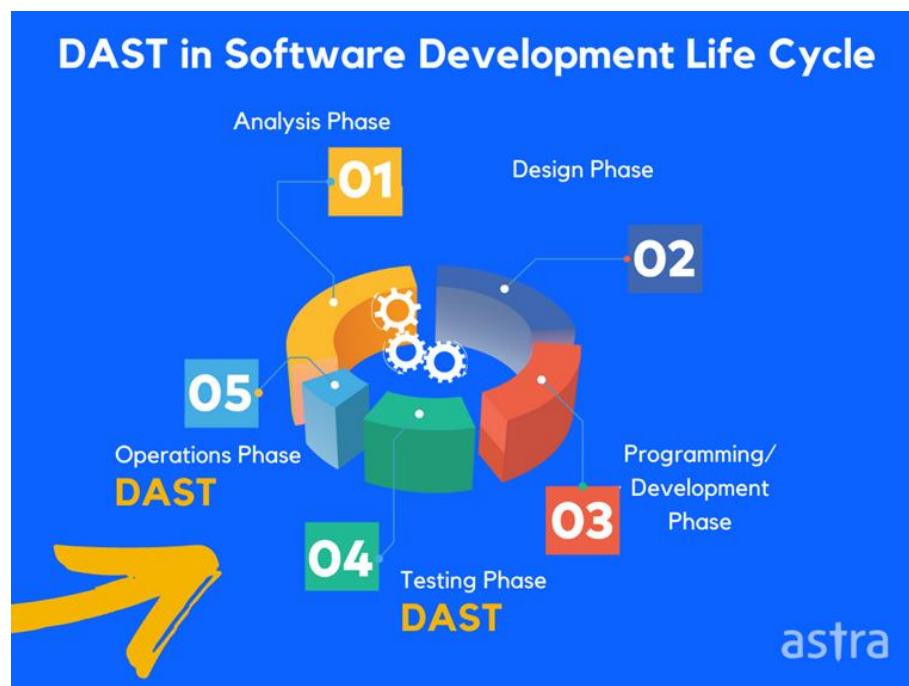 DAST in Software Development Life Cycle
Analysis Phase
01
Design Phase
02
05
Operations Phase
DAST
Programming/
Development
Phase
03
04
Testing Phase
DAST
astra